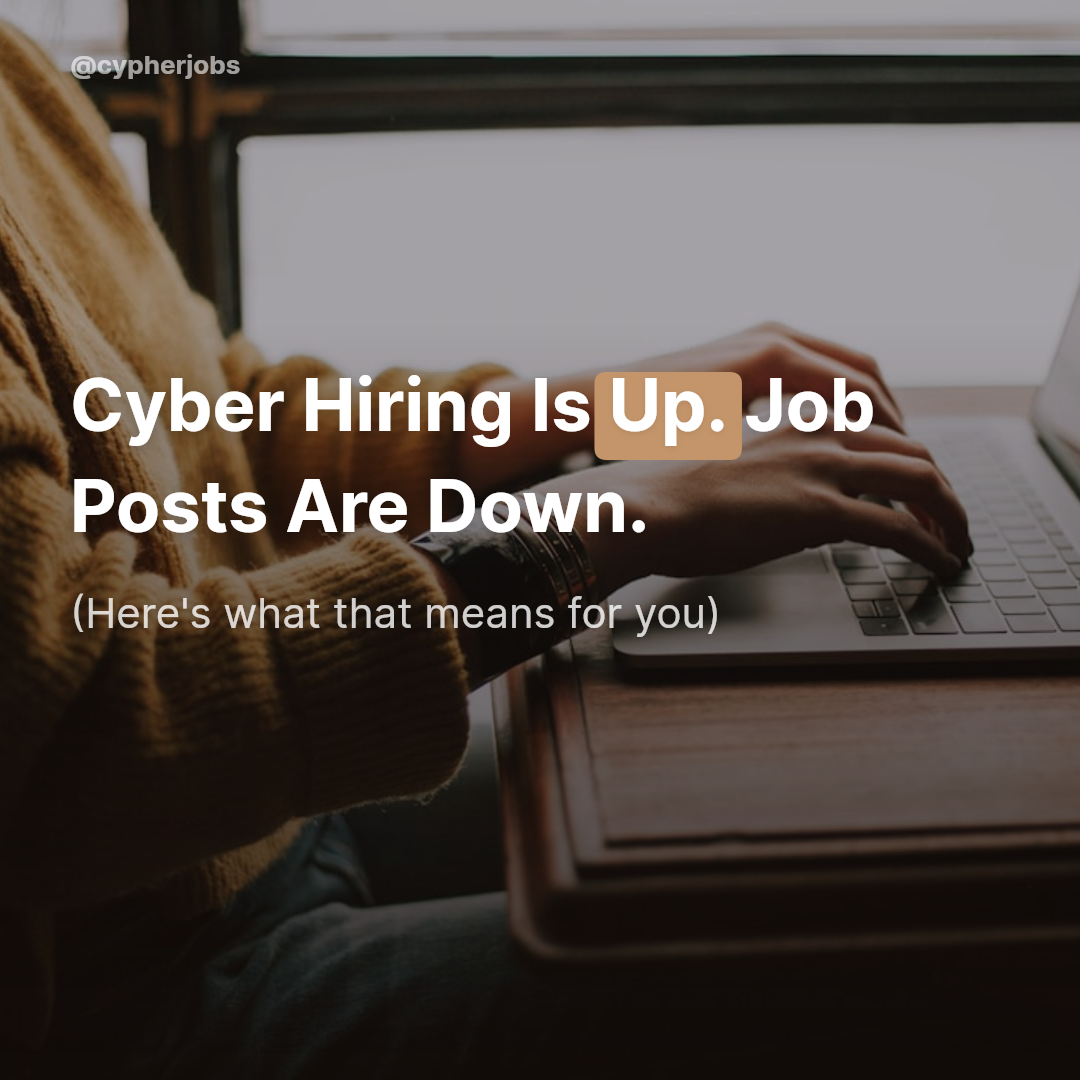 @cypherjobs
Cyber Hiring Is Up. Job
Posts Are Down.
(Here's what that means for you)